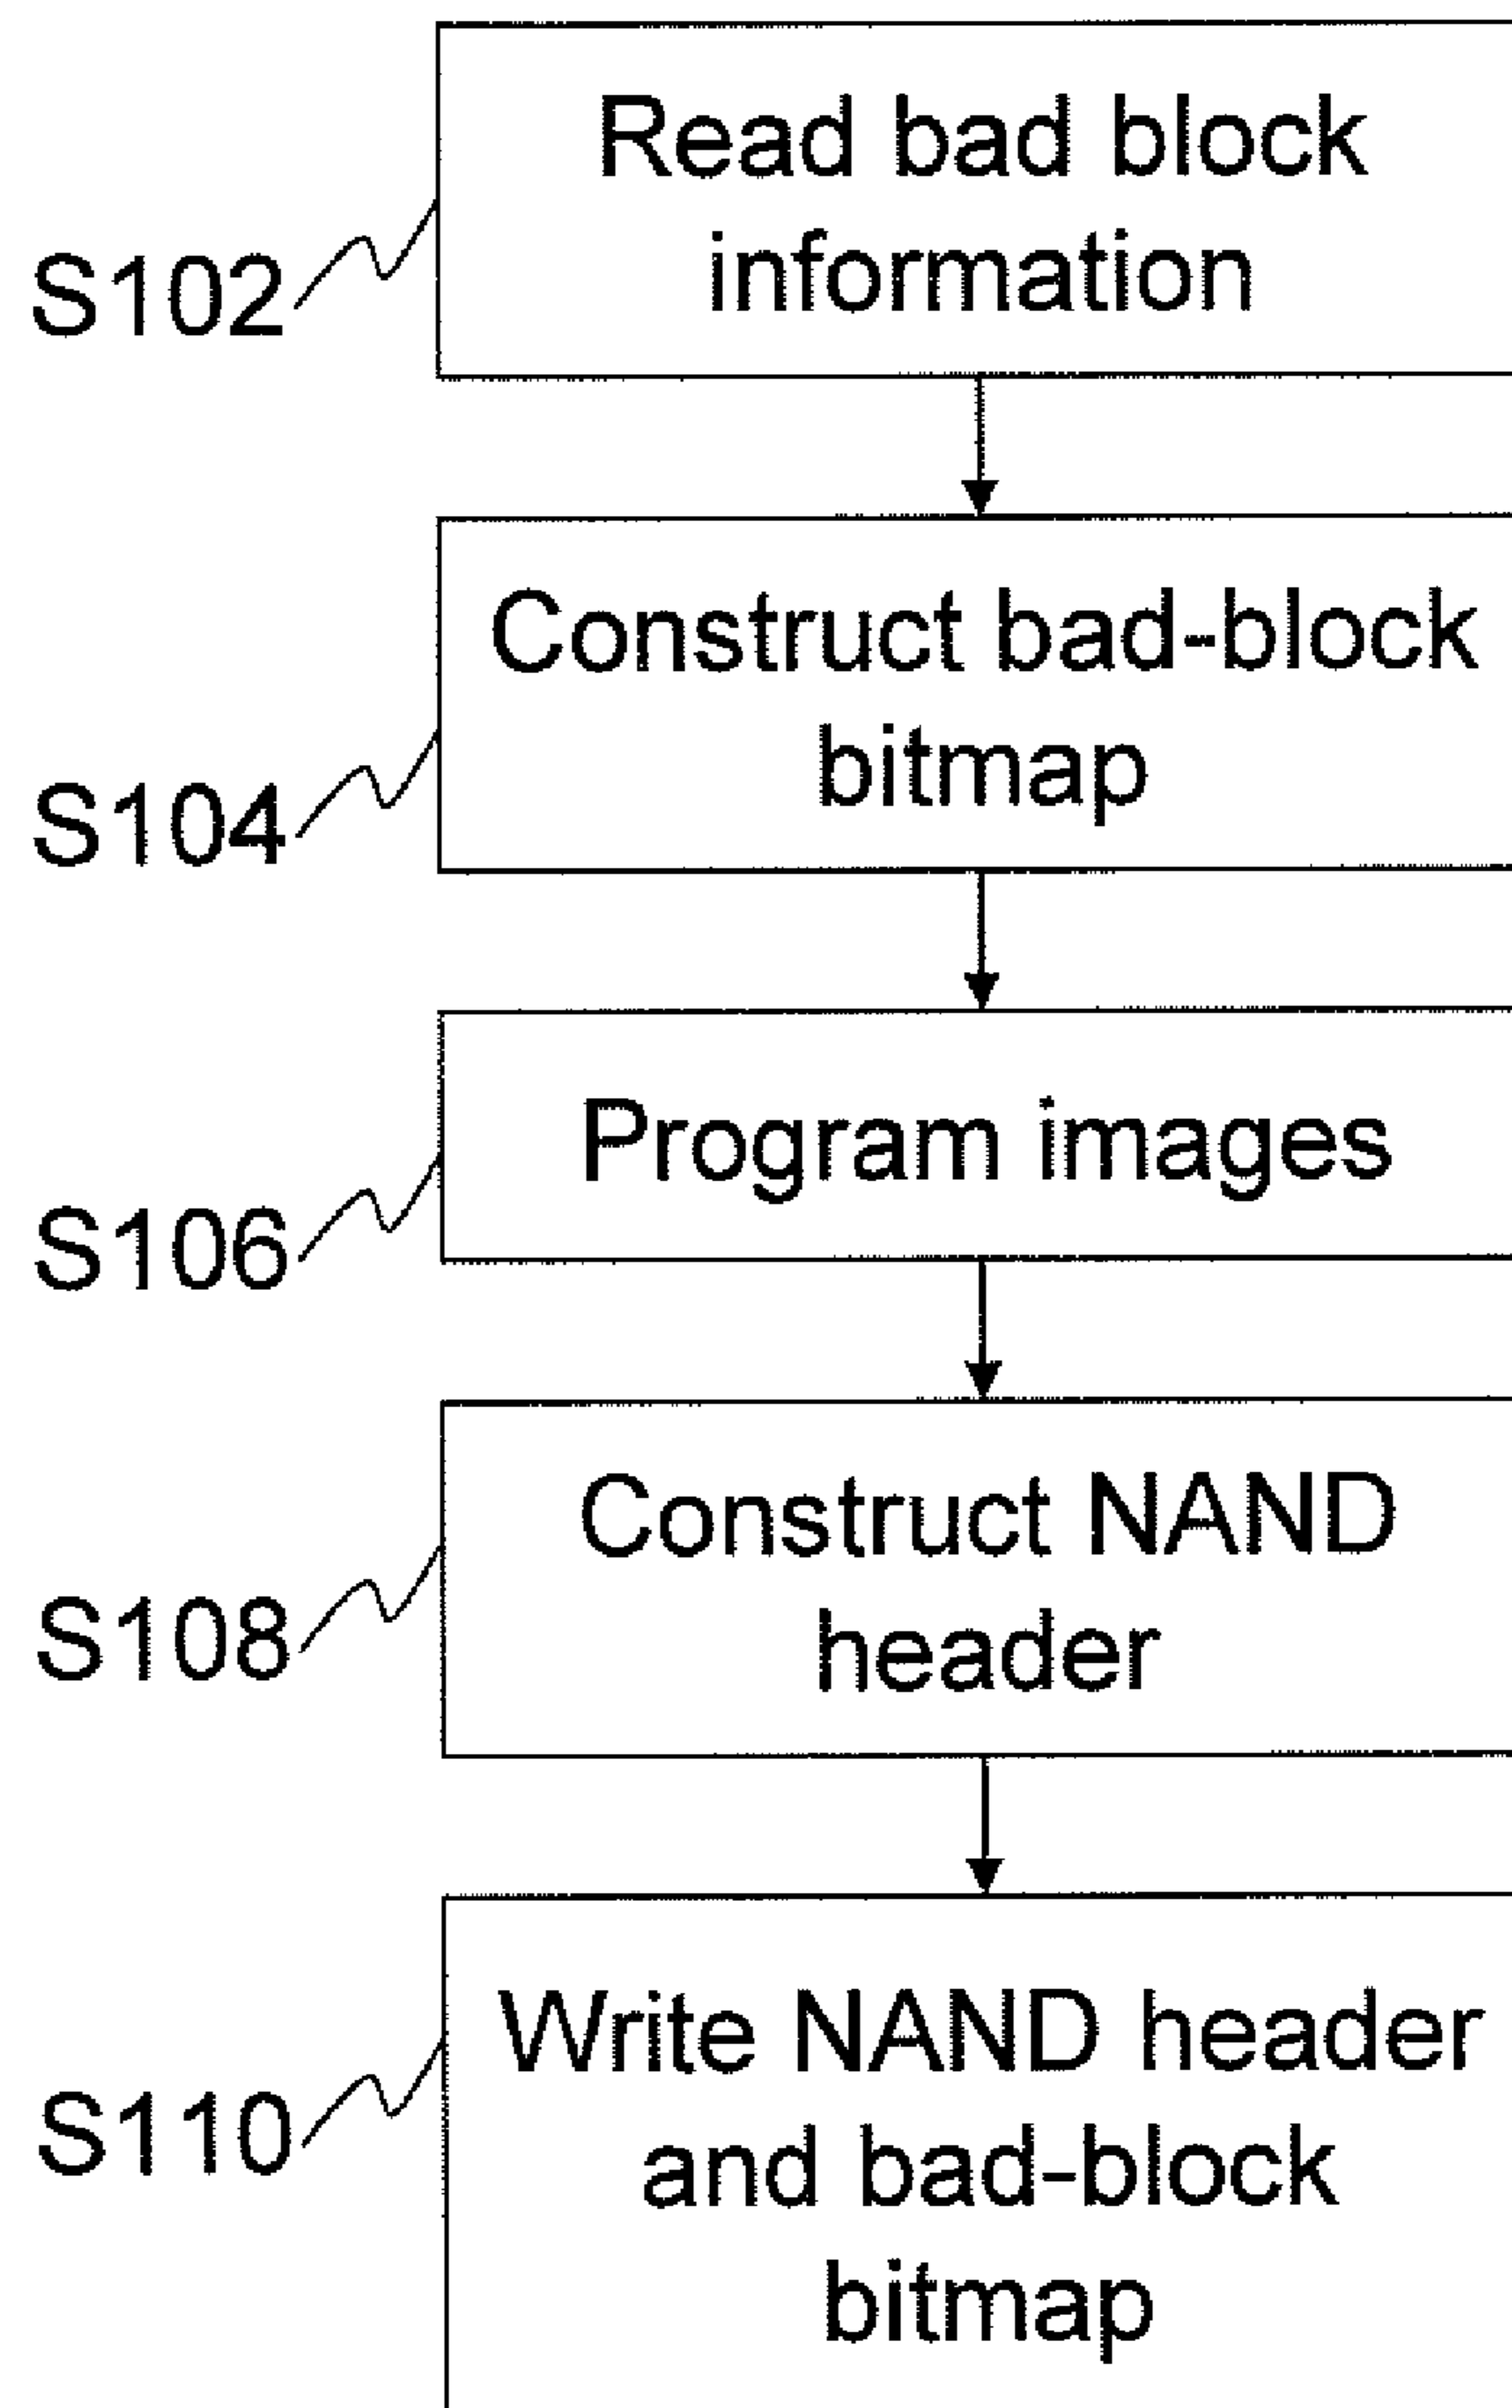 Read bad block
information
S102
Construct bad-block
bitmap
S104
Program images
S106
Construct NAND
header
S108
Write NAND header
and bad-block
bitmap
S110